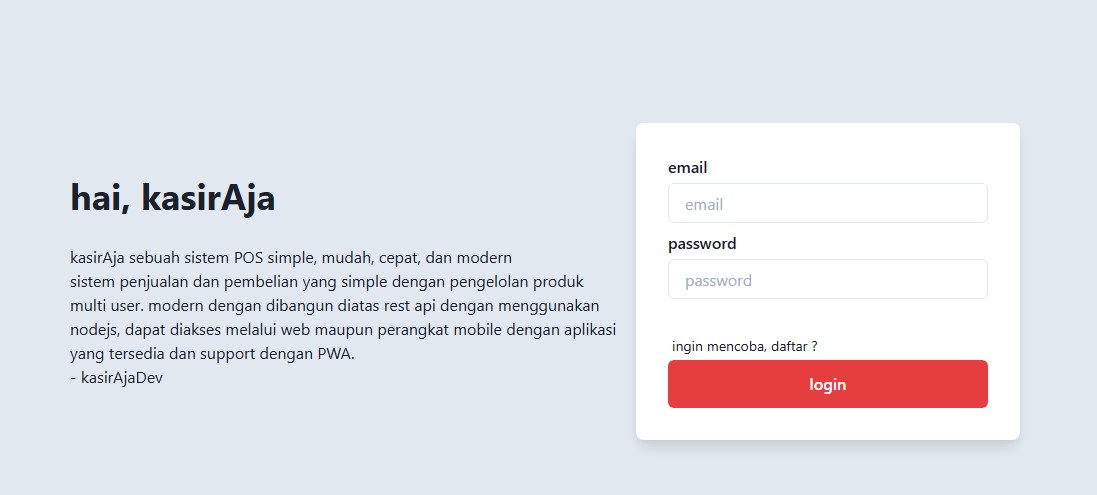 hai, kasirAja
kasirAja sebuah sistem POS simple, mudah, cepat, dan modern
sistem penjualan dan pembelian yang simple dengan pengelolan produk
multi user. modern dengan dibangun diatas rest api dengan menggunakan
nodejs, dapat diakses melalui web maupun perangkat mobile dengan aplikasi
yang tersedia dan support dengan PWA.
- kasirAjaDev
email
email
password
password
ingin mencoba, daftar ?
login